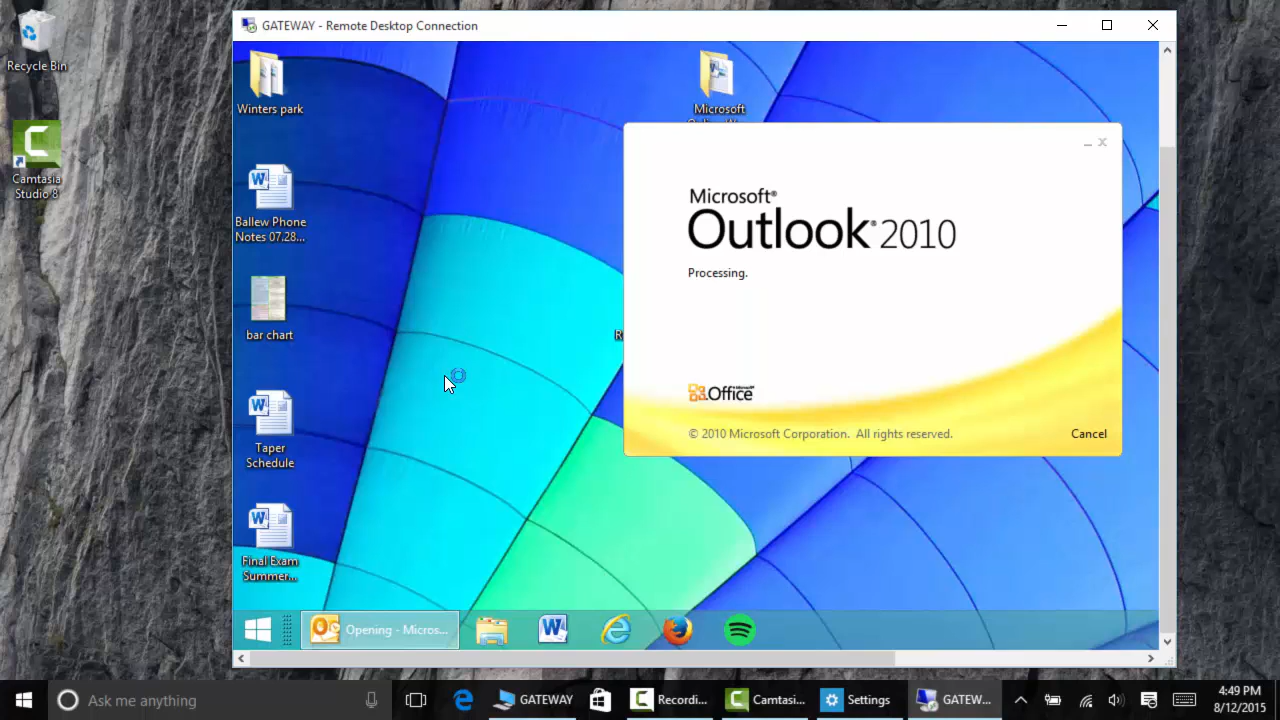 Recycle Bin
Camtasia
Studio 8
GATEWAY - Remote Desktop Connection
Winters park
Ballew Phone
Notes 07.28...
bar chart
Taper
Schedule
Final Exam
Summer...
Microsoft
R
Microsoft®
Outlook® 2010
Processing.
Office
© 2010 Microsoft Corporation. All rights reserved.
Cancel
Opening - Micros...
Ask me anything
GATEWAY
Recordi...
Camtasi...
Settings
GATEW...
4:49 PM
8/12/2015